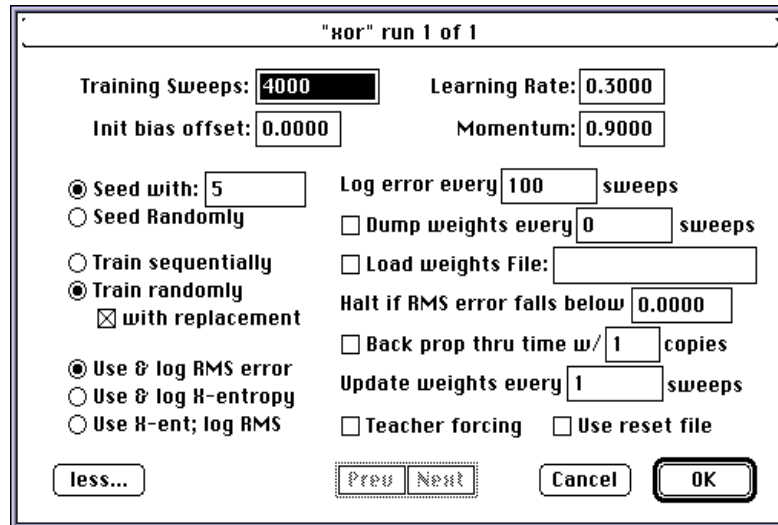 "xor" run 1 of 1
Training Sweeps: 4000 Learning Rate: 0.3000
Init bias offset: 0.0000 Momentum: 0.9000
Seed with: 5 Log error every 100 sweeps
Seed Randomly
Dump weights every 0 sweeps
Train sequentially Load weights File:
Train randomly Halt if RMS error falls below 0.0000
with replacement
Back prop thru time w/ 1 copies
Use & log RMS error
Use & log X-entropy Update weights every 1 sweeps
Use X-ent; log RMS Teacher forcing Use reset file
less... Prev Next Cancel OK